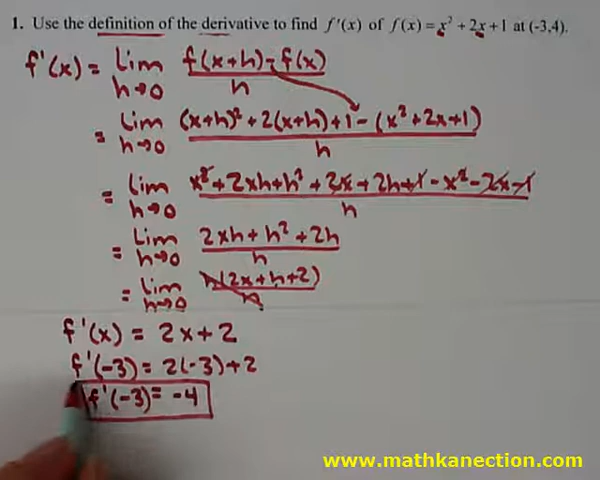 1. Use the definition of the derivative to find f'(x) of f(x) = x² + 2x + 1 at (-3,4).
f'(x) = lim h→0 f(x+h) - f(x) / h
= lim h→0 (x+h)² + 2(x+h) + 1 - (x² + 2x + 1) / h
= lim h→0 x² + 2xh + h² + 2x + 2h + 1 - x² - 2x - 1 / h
= lim h→0 2xh + h² + 2h / h
= lim h→0 h(2x + h + 2) / h
f'(x) = 2x + 2
f'(-3) = 2(-3) + 2
f'(-3) = -4
www.mathkanection.com